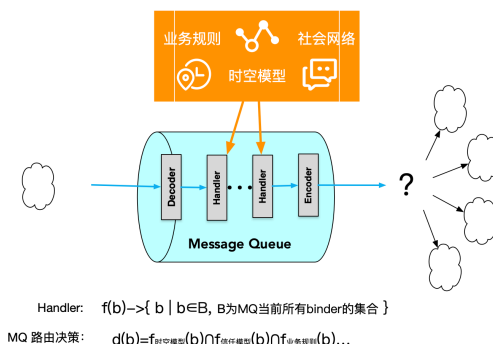 业务规则
社会网络
时空模型
Decoder
Handler
•••
Handler
Encoder
?
Message Queue
Handler: f(b)–>{ b | b∈B, B为MQ当前所有binder的集合 }
MQ 路由决策: d(b)=f时空模型(b)∩f信任模型(b)∩f业务规则(b)...